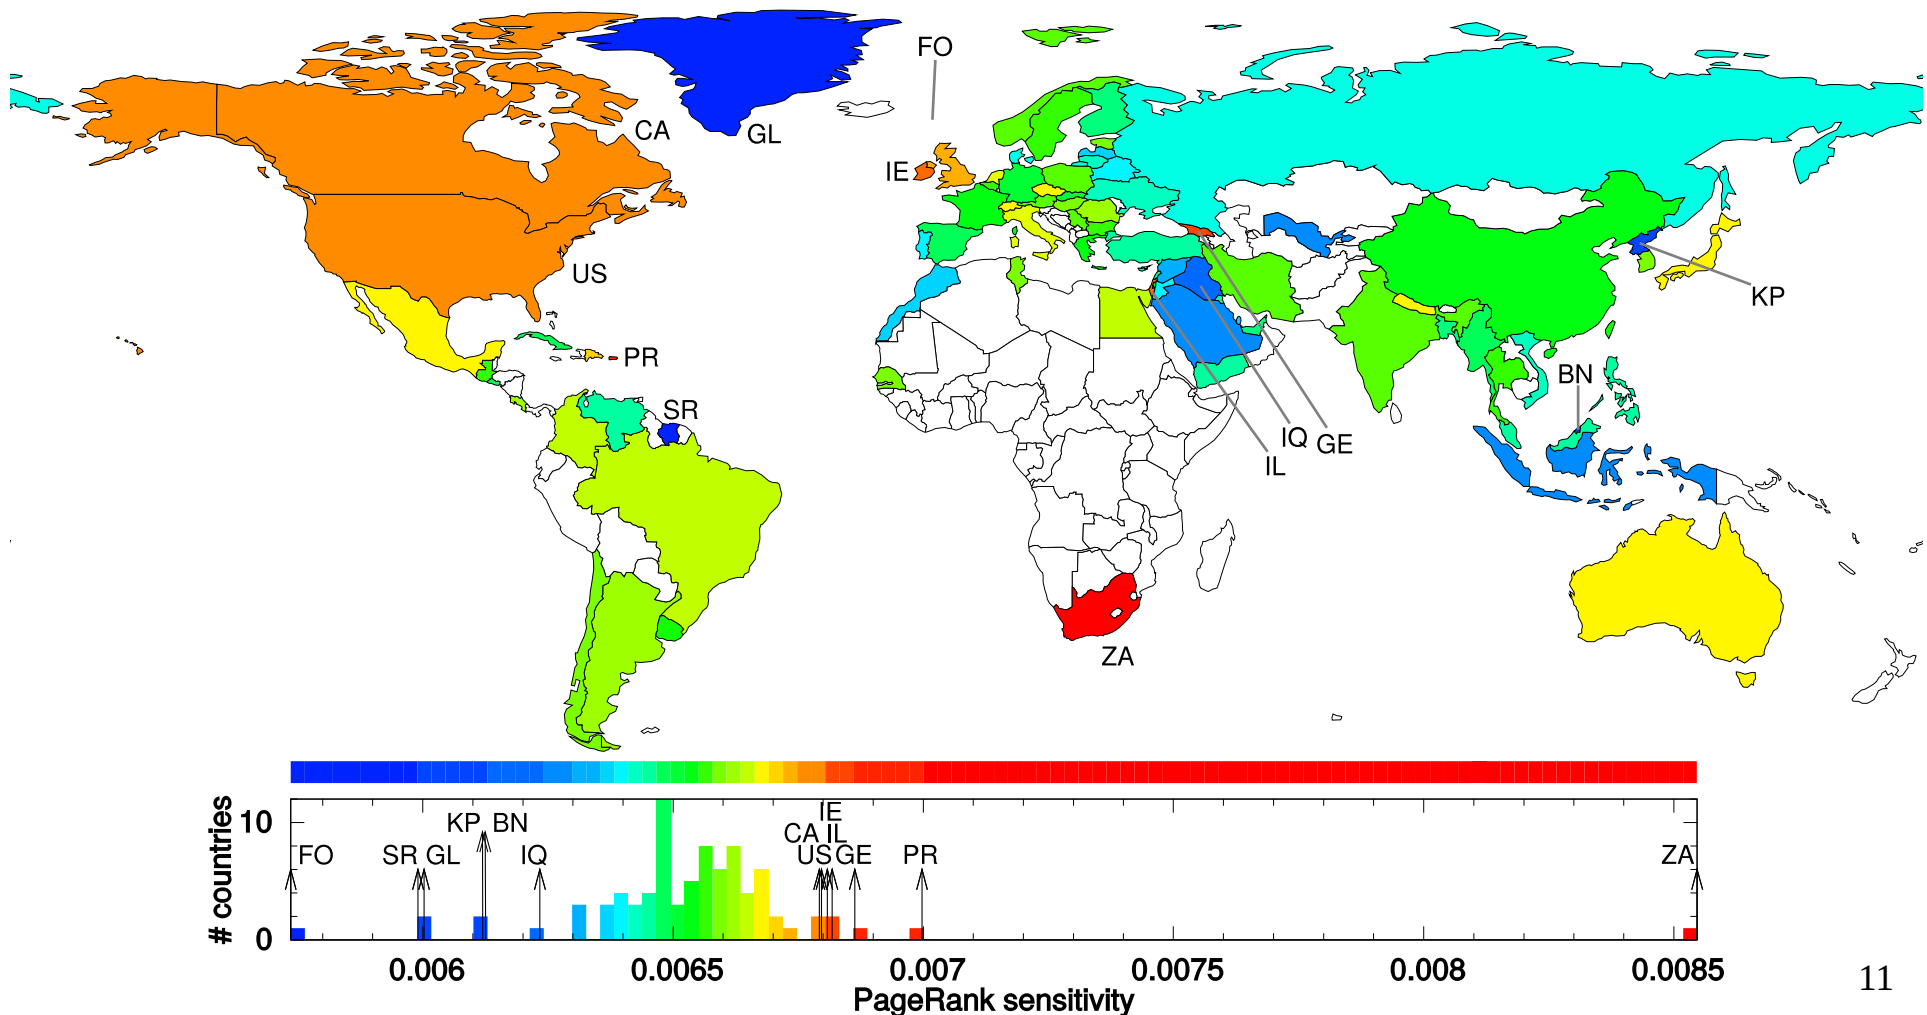 FO
CA
GL
IE
US
KP
PR
BN
SR
IQ GE
IL
ZA
IE
10
KP BN
CA IL
FO
SR GL
IQ
US GE
PR
ZA
# countries
0
0.006
0.0065
0.007
0.0075
0.008
0.0085
PageRank sensitivity
11